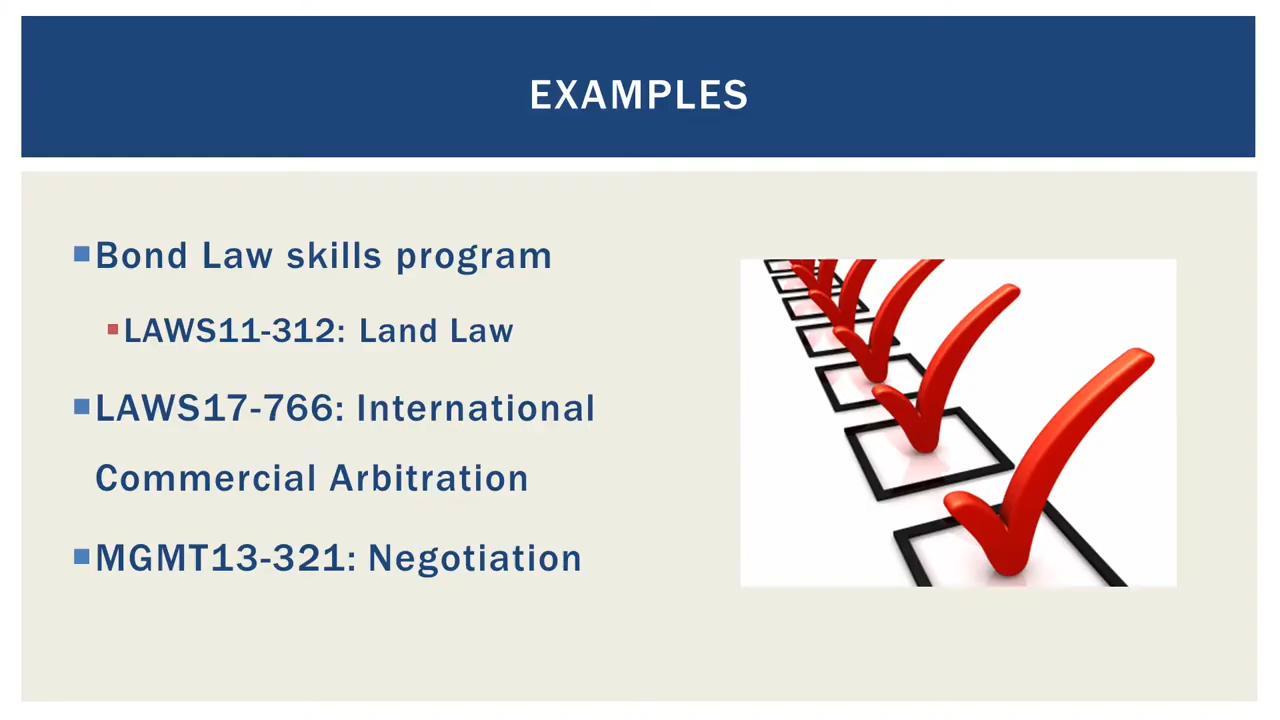 EXAMPLES
Bond Law skills program
LAWS11-312: Land Law
LAWS17-766: International
Commercial Arbitration
MGMT13-321: Negotiation